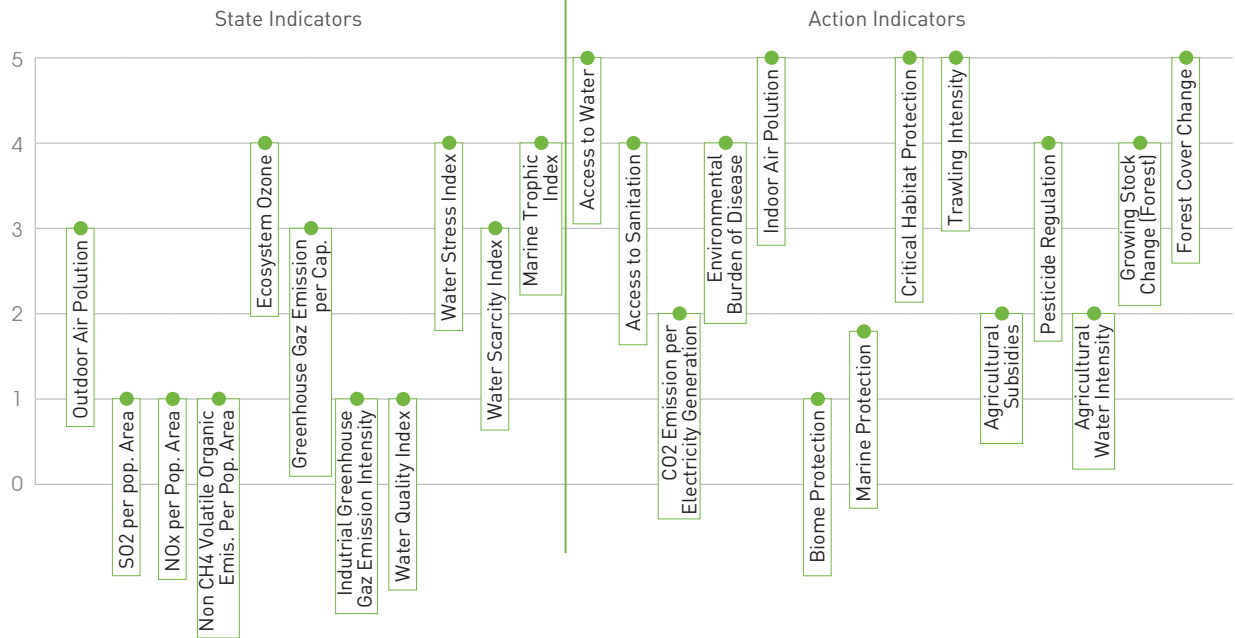 State Indicators
Action Indicators
5
4
3
2
1
0
Outdoor Air Polution
SO2 per pop. Area
NOx per Pop. Area
Non CH4 Volatile Organic
Emis. Per Pop. Area
Ecosystem Ozone
Greenhouse Gaz Emission
per Cap.
Indutrial Greenhouse
Gaz Emission Intensity
Water Quality Index
Water Stress Index
Water Scarcity Index
Marine Trophic
Index
Access to Water
Access to Sanitation
CO2 Emission per
Electricity Generation
Environmental
Burden of Disease
Indoor Air Polution
Biome Protection
Marine Protection
Critical Habitat Protection
Trawling Intensity
Agricultural
Subsidies
Pesticide Regulation
Agricultural
Water Intensity
Growing Stock
Change (Forest)
Forest Cover Change